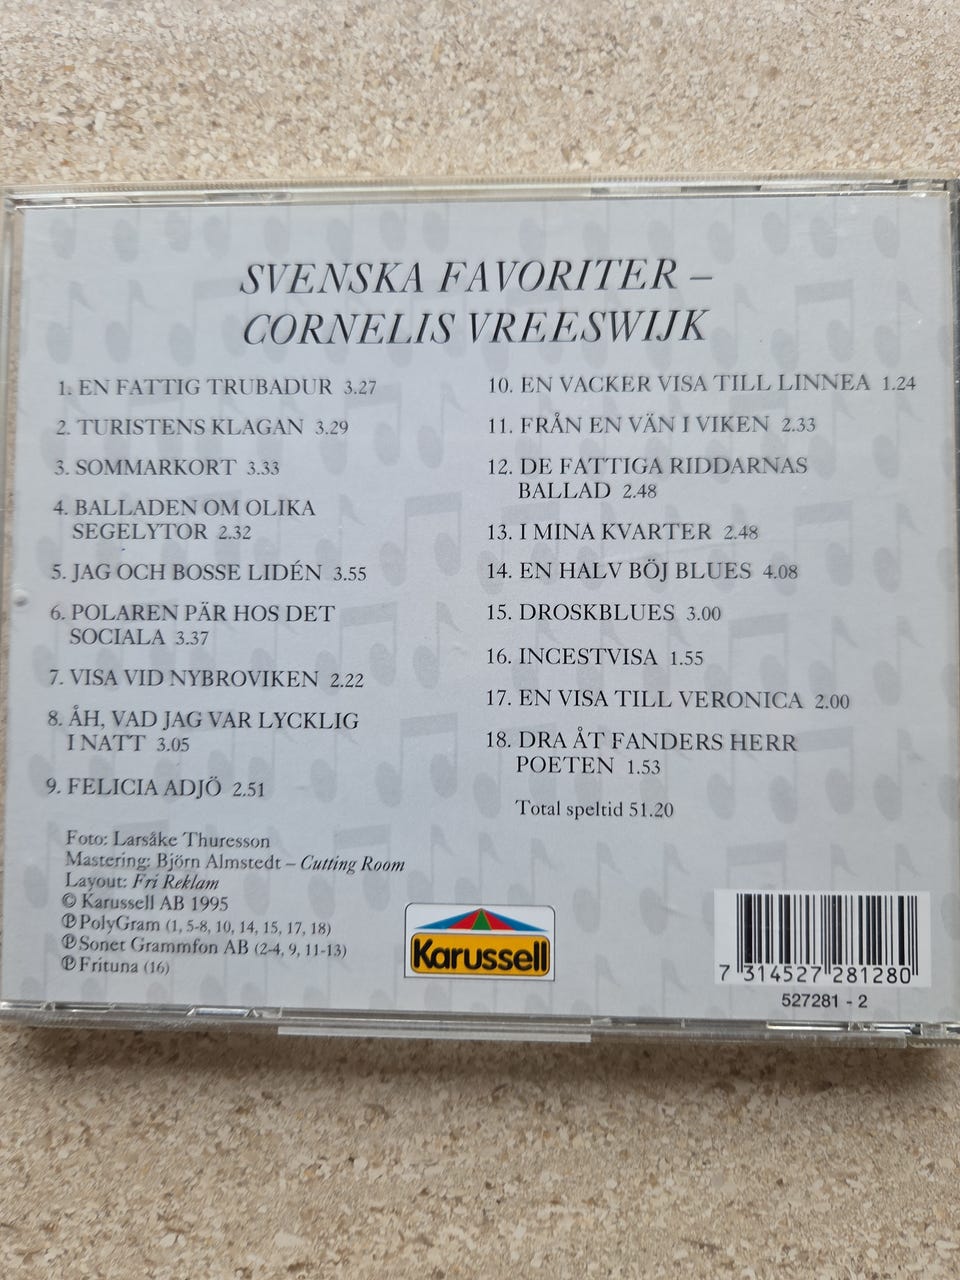 SVENSKA FAVORITER –
CORNELIS VREESWIJK
1. EN FATTIG TRUBADUR 3.27
2. TURISTENS KLAGAN 3.29
3. SOMMARKORT 3.33
4. BALLADEN OM OLIKA
SEGELYTOR 2.32
5. JAG OCH BOSSE LIDÉN 3.55
6. POLAREN PÄR HOS DET
SOCIALA 3.37
7. VISA VID NYBROVIKEN 2.22
8. ÅH, VAD JAG VAR LYCKLIG
I NATT 3.05
9. FELICIA ADJÖ 2.51
10. EN VACKER VISA TILL LINNEA 1.24
11. FRÅN EN VÄN I VIKEN 2.33
12. DE FATTIGA RIDDARNAS
BALLAD 2.48
13. I MINA KVARTER 2.48
14. EN HALV BÖJ BLUES 4.08
15. DROSKBLUES 3.00
16. INCESTVISA 1.55
17. EN VISA TILL VERONICA 2.00
18. DRA ÅT FANDERS HERR
POETEN 1.53
Total speltid 51.20
Foto: Larsåke Thuresson
Mastering: Björn Almstedt – Cutting Room
Layout: Fri Reklam
© Karussell AB 1995
℗ PolyGram (1, 5-8, 10, 14, 15, 17, 18)
℗ Sonet Grammfon AB (2-4, 9, 11-13)
℗ Frituna (16)
Karussell
7 314527 281280
527281 - 2